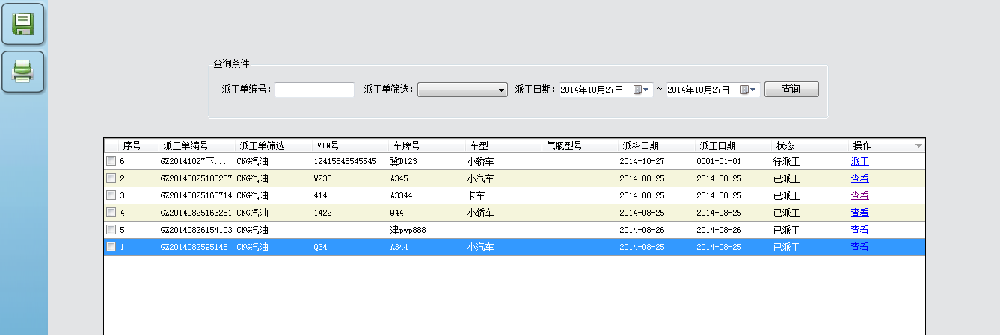 查询条件
派工单编号： 派工单筛选： 派工日期： 2014年10月27日 ~ 2014年10月27日 查询
序号 派工单编号 派工单筛选 VIN号 车牌号 车型 气瓶型号 派料日期 派工日期 状态 操作
6 GZ20141027下... CNG汽油 12415545545545 冀D123 小轿车 2014-10-27 0001-01-01 待派工 派工
2 GZ20140825105207 CNG汽油 W233 A345 小汽车 2014-08-25 2014-08-25 已派工 查看
3 GZ20140825160714 CNG汽油 414 A3344 卡车 2014-08-25 2014-08-25 已派工 查看
4 GZ20140825163251 CNG汽油 1422 Q44 小轿车 2014-08-25 2014-08-25 已派工 查看
5 GZ20140826154103 CNG汽油 津pwp888 2014-08-26 2014-08-26 已派工 查看
1 GZ2014082595145 CNG汽油 Q34 A344 小汽车 2014-08-25 2014-08-25 已派工 查看